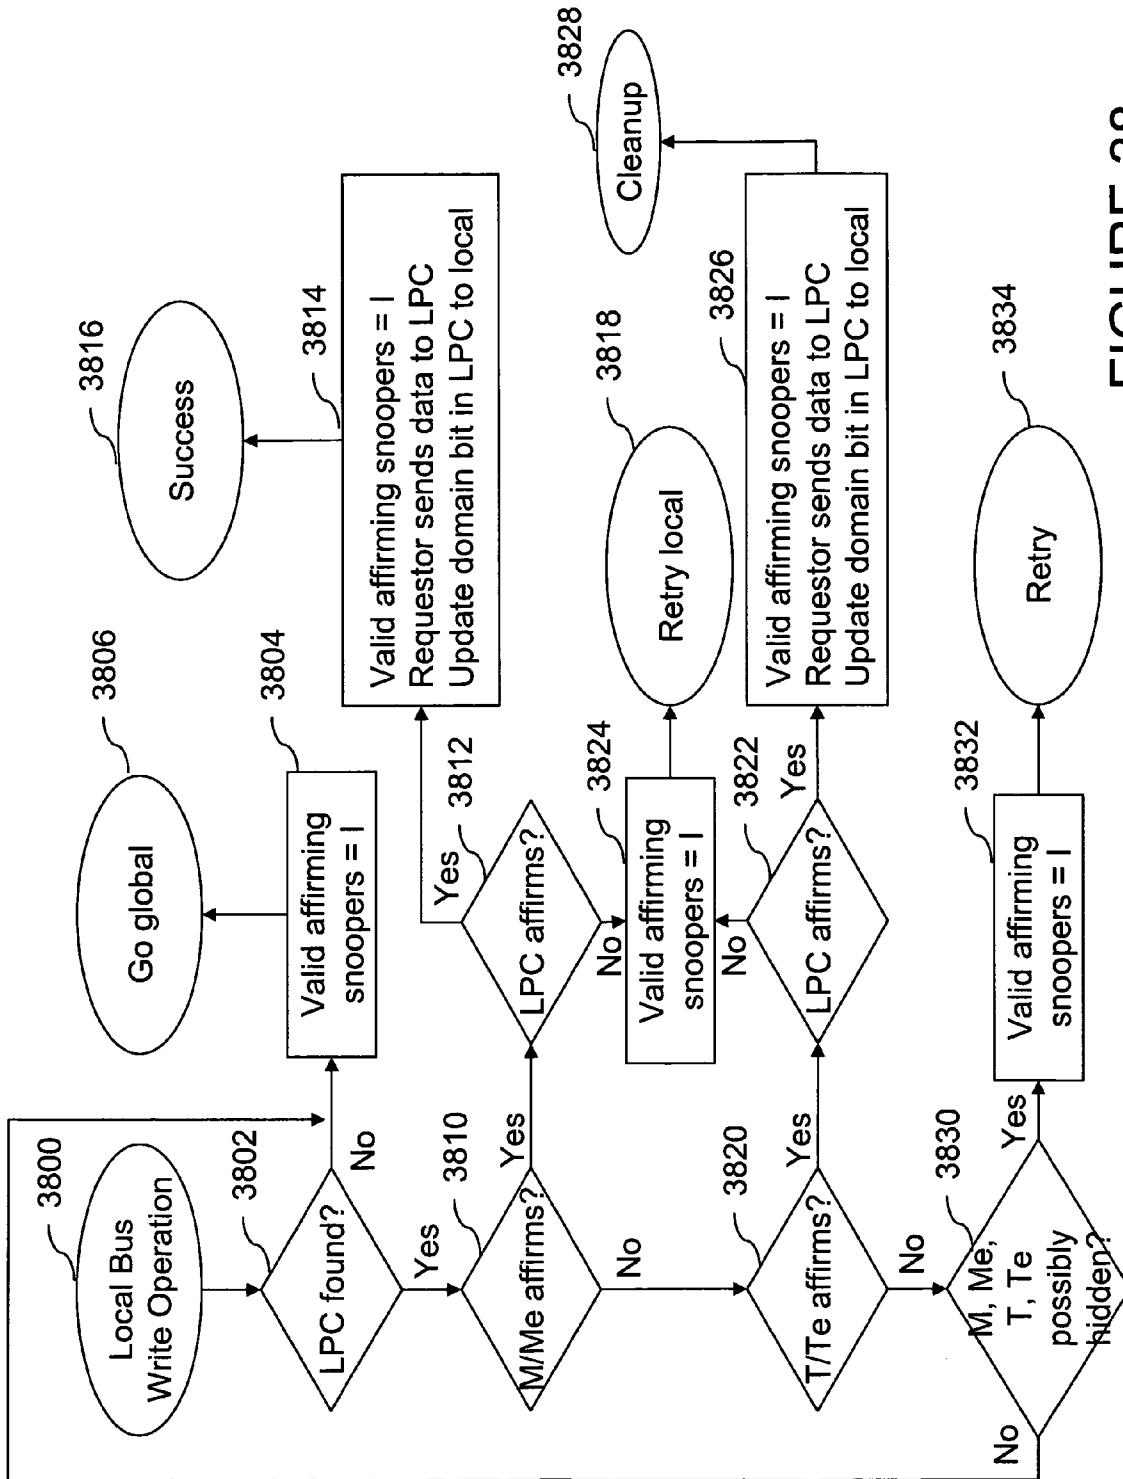 3800
Local Bus
Write Operation
3802
LPC found?
No
Yes
3804
Valid affirming
snoopers = I
3806
Go global
3810
M/Me affirms?
Yes
No
3812
LPC affirms?
Yes
No
3814
Valid affirming snoopers = I
Requestor sends data to LPC
Update domain bit in LPC to local
3816
Success
3824
Valid affirming
snoopers = I
3818
Retry local
3820
T/Te affirms?
Yes
No
3822
LPC affirms?
Yes
No
3826
Valid affirming snoopers = I
Requestor sends data to LPC
Update domain bit in LPC to local
3828
Cleanup
3830
M, Me,
T, Te
possibly
hidden?
Yes
No
3832
Valid affirming
snoopers = I
3834
Retry